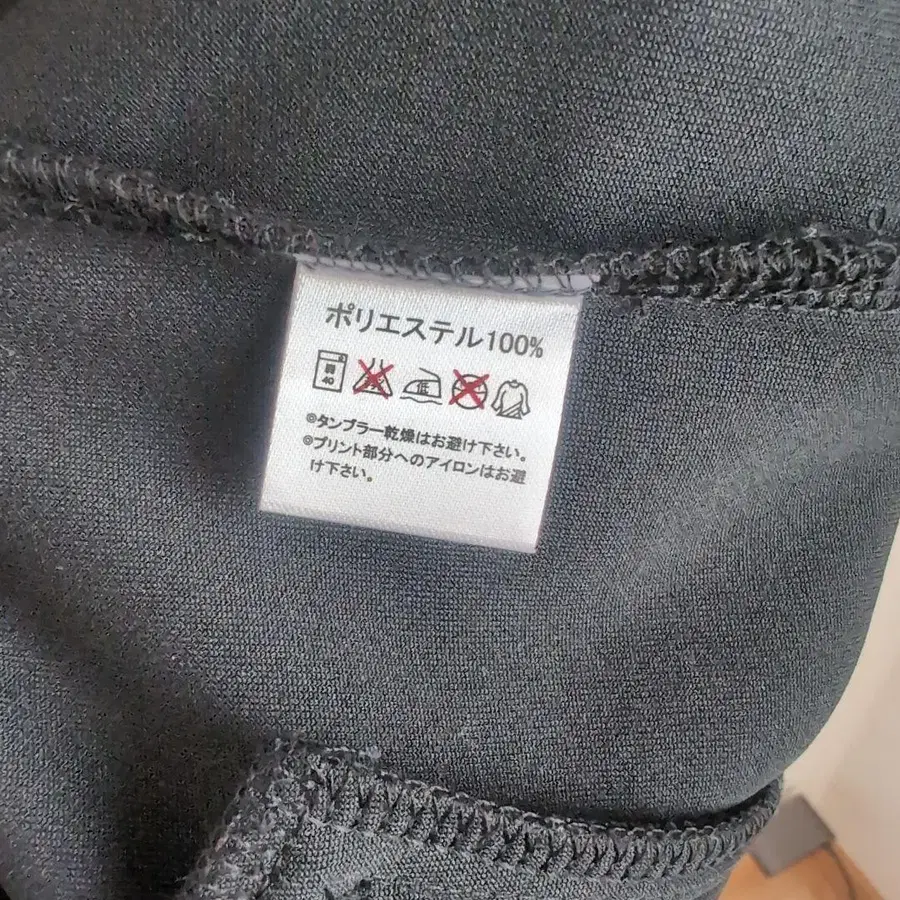 ポリエステル100%
40 低
◎タンブラー乾燥はお避け下さい。
◎プリント部分へのアイロンはお避
け下さい。